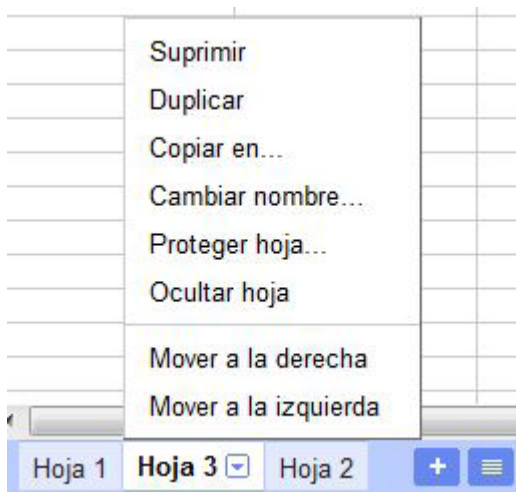 Suprimir
Duplicar
Copiar en...
Cambiar nombre...
Proteger hoja...
Ocultar hoja
Mover a la derecha
Mover a la izquierda
Hoja 1 Hoja 3 Hoja 2